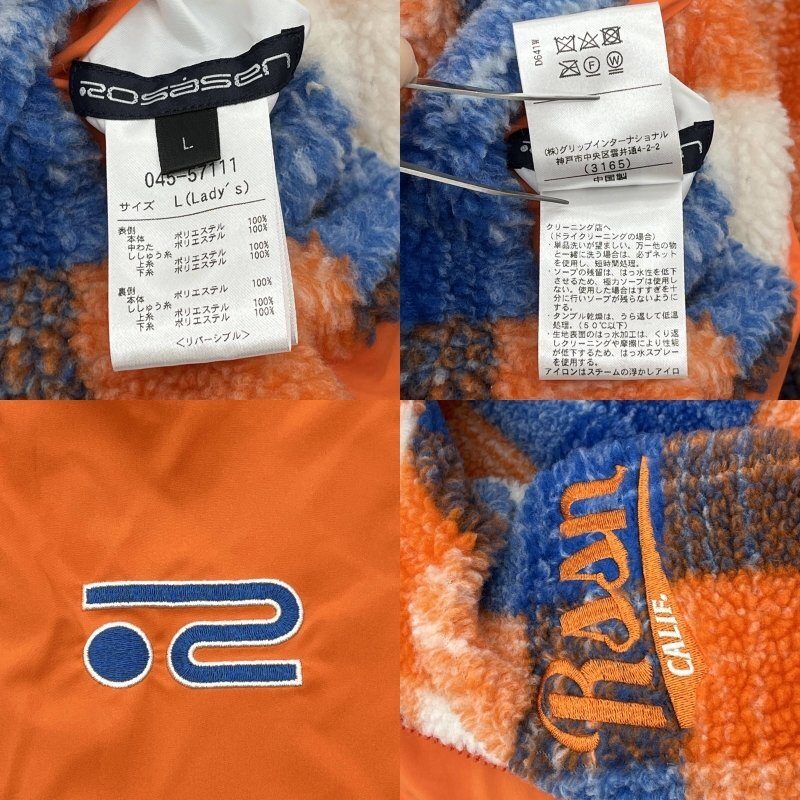 rosasen
L
045-57111
サイズ L(Lady's)
表側
本体 ポリエステル 100%
中わた ポリエステル 100%
ししゅう糸
上糸 ポリエステル 100%
下糸 ポリエステル 100%
裏側
本体 ポリエステル 100%
ししゅう糸
上糸 ポリエステル 100%
下糸 ポリエステル 100%
<リバーシブル>
D641W
F W
(株)グリップインターナショナル
神戸市中央区雲井通4-2-2
(3165)
中国製
クリーニング店へ
(ドライクリーニングの場合)
・単品洗いが望ましい。万一他の物
と一緒に洗う場合は、必ずネット
を使用し、短時間処理。
・ソープの残留は、はっ水性を低下
させるため、極力ソープは使用し
ない。使用した場合はすすぎを十
分に行いソープが残らないように
する。
・タンブル乾燥は、うら返して低温
処理。(50℃以下)
・生地表面のはっ水加工は、くり返
しクリーニングや摩擦により性能
が低下するため、はっ水スプレー
を使用する。
アイロンはスチームの浮かしアイロ
CALIF.